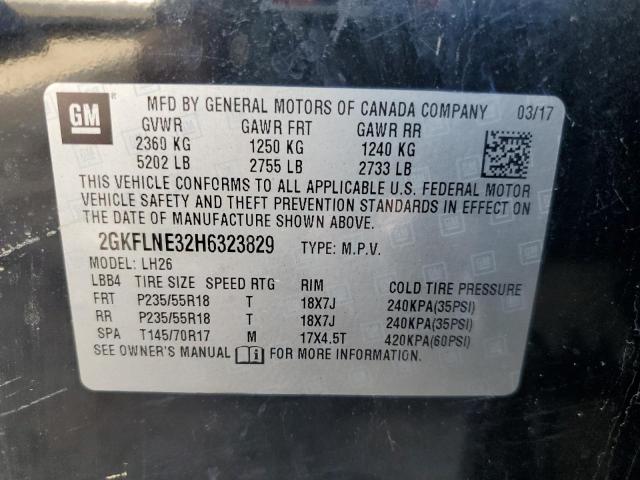 GM ® MFD BY GENERAL MOTORS OF CANADA COMPANY 03/17
GVWR GAWR FRT GAWR RR
2360 KG 1250 KG 1240 KG
5202 LB 2755 LB 2733 LB
THIS VEHICLE CONFORMS TO ALL APPLICABLE U.S. FEDERAL MOTOR
VEHICLE SAFETY AND THEFT PREVENTION STANDARDS IN EFFECT ON
THE DATE OF MANUFACTURE SHOWN ABOVE.
2GKFLNE32H6323829 TYPE: M.P.V.
MODEL: LH26
LBB4 TIRE SIZE SPEED RTG RIM COLD TIRE PRESSURE
FRT P235/55R18 T 18X7J 240KPA(35PSI)
RR P235/55R18 T 18X7J 240KPA(35PSI)
SPA T145/70R17 M 17X4.5T 420KPA(60PSI)
SEE OWNER'S MANUAL FOR MORE INFORMATION.